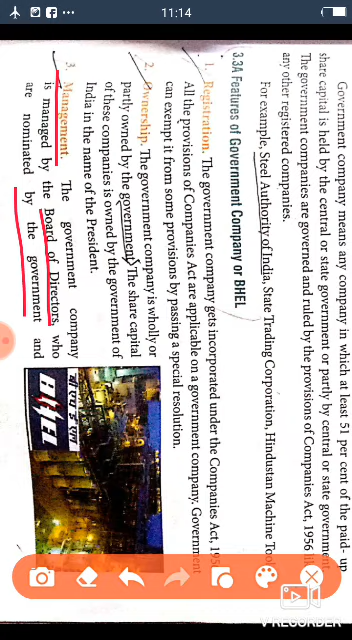 11:14
Government company means any company in which at least 51 per cent of the paid- up
share capital is held by the central or state government or partly by central or state government
The government companies are governed and ruled by the provisions of Companies Act, 1956
any other registered companies.
For example, Steel Authority of India, State Trading Corporation, Hindustan Machine
3.3A Features of Government Company or BHEL
1. Registration. The government company gets incorporated under the Companies Act,
All the provisions of Companies Act are applicable on a government company. Government
can exempt it from some provisions by passing a special resolution.
2. Ownership. The government company is wholly or
partly owned by the government. The share capital
of these companies is owned by the government of
India in the name of the President.
3. Management. The government company
is managed by the Board of Directors, who
are nominated by the government and
बी एच ई एल
BHEL
V RECORDER